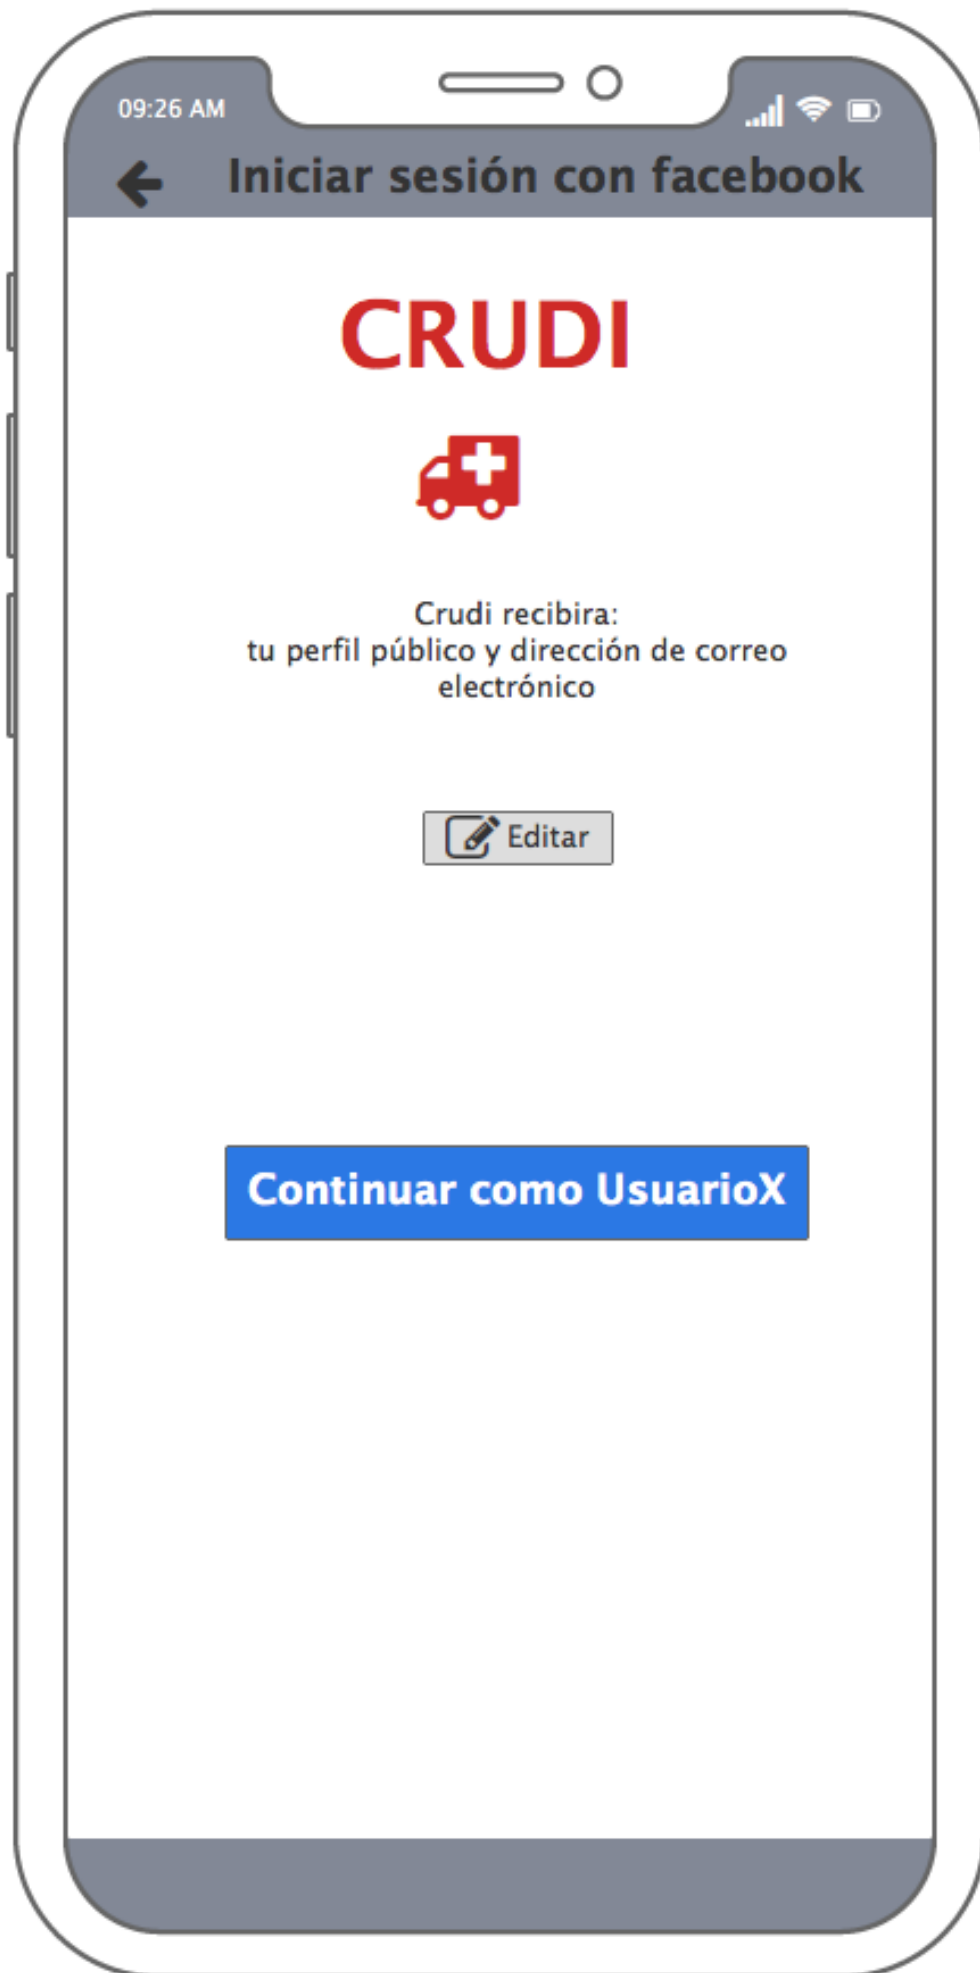 09:26 AM
Iniciar sesión con facebook
CRUDI
Crudi recibira:
tu perfil público y dirección de correo
electrónico
Editar
Continuar como UsuarioX